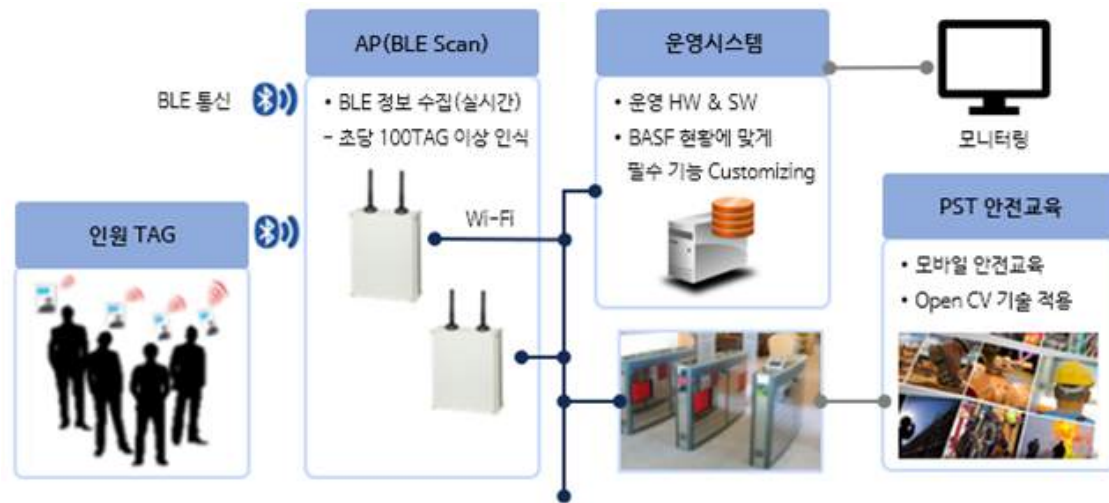 AP(BLE Scan)
BLE 통신
• BLE 정보 수집(실시간)
- 초당 100TAG 이상 인식
Wi-Fi
인원 TAG
운영시스템
• 운영 HW & SW
• BASF 현황에 맞게
필수 기능 Customizing
모니터링
PST 안전교육
• 모바일 안전교육
• Open CV 기술 적용